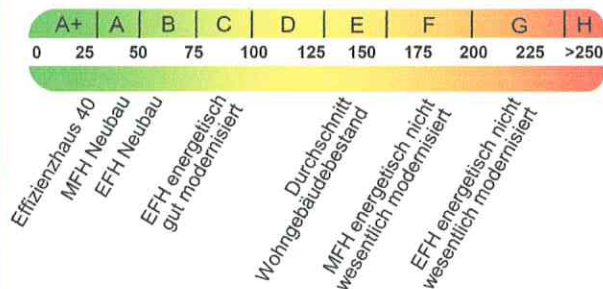 A+ A B C D E F G H
0 25 50 75 100 125 150 175 200 225 >250
Effizienzhaus 40
MFH Neubau
EFH Neubau
EFH energetisch
gut modernisiert
Durchschnitt
Wohngebäudebestand
MFH energetisch nicht
wesentlich modernisiert
EFH energetisch nicht
wesentlich modernisiert